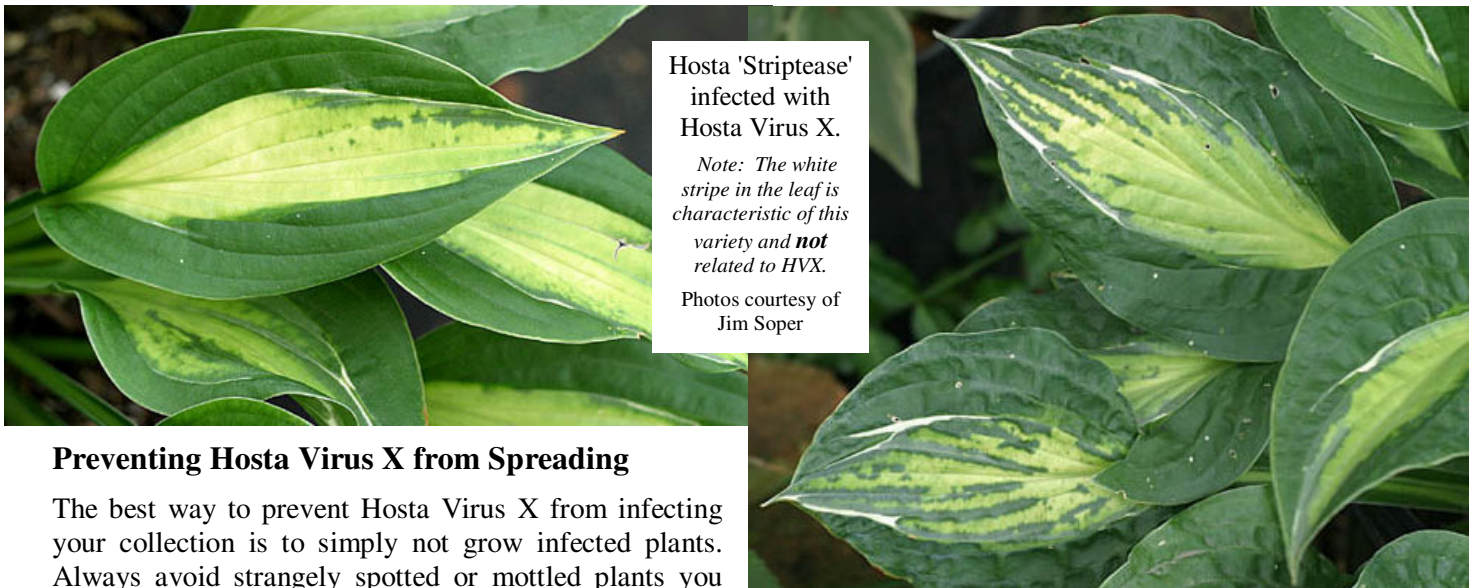 Hosta 'Striptease'
infected with
Hosta Virus X.
Note: The white
stripe in the leaf is
characteristic of this
variety and not
related to HVX.
Photos courtesy of
Jim Soper
Preventing Hosta Virus X from Spreading
The best way to prevent Hosta Virus X from infecting
your collection is to simply not grow infected plants.
Always avoid strangely spotted or mottled plants you